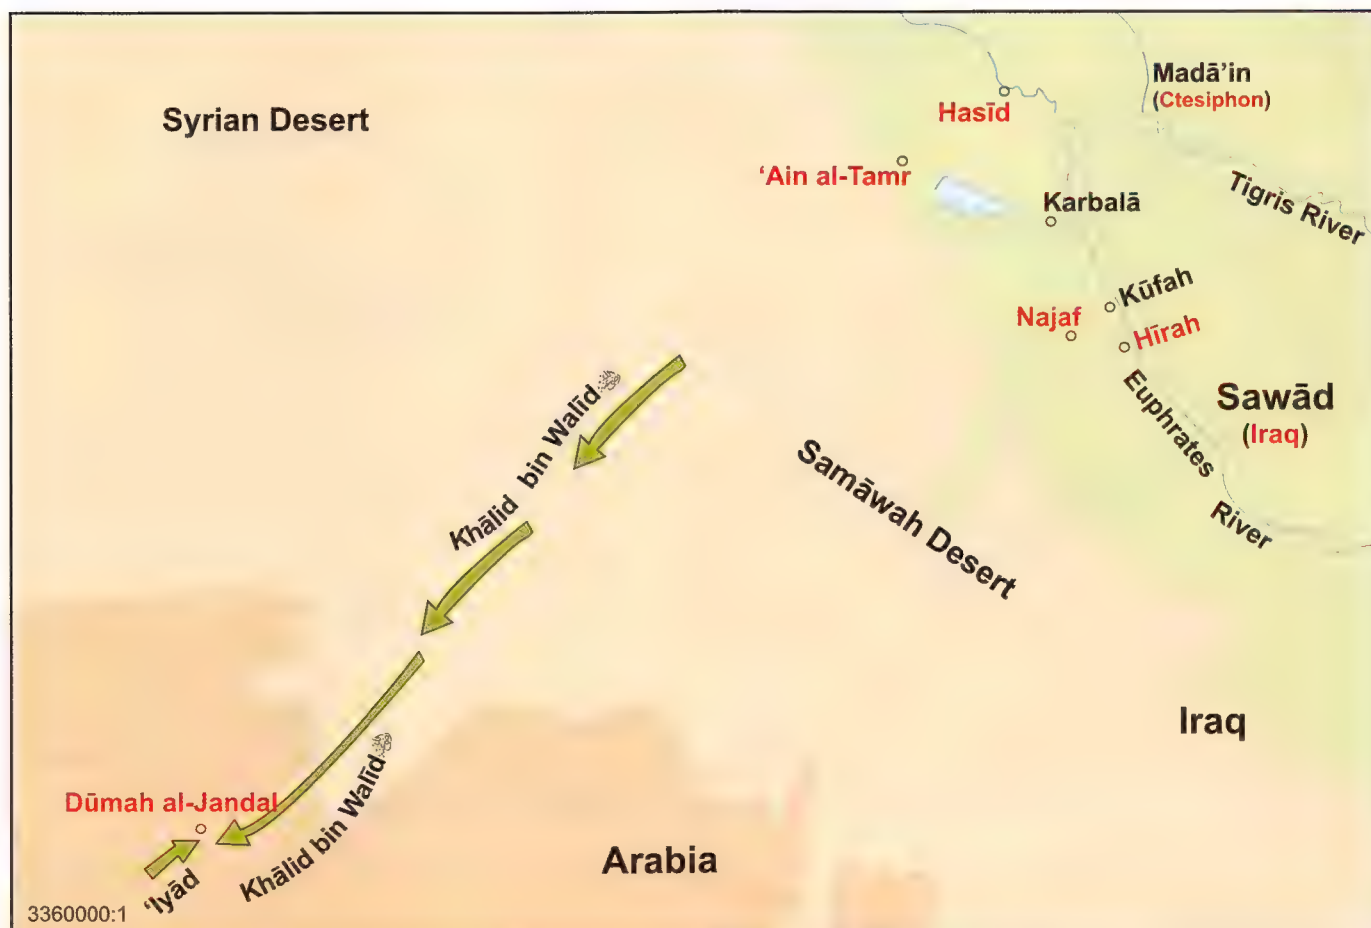 Syrian Desert
Hasīd
Madā’in
(Ctesiphon)
‘Ain al-Tamr
Karbalā
Tigris River
Kūfah
Najaf
Hīrah
Euphrates River
Sawād
(Iraq)
Khālid bin Walīd
Samāwah Desert
Iraq
Dūmah al-Jandal
Khālid bin Walīd
‘Iyād
Arabia
3360000:1